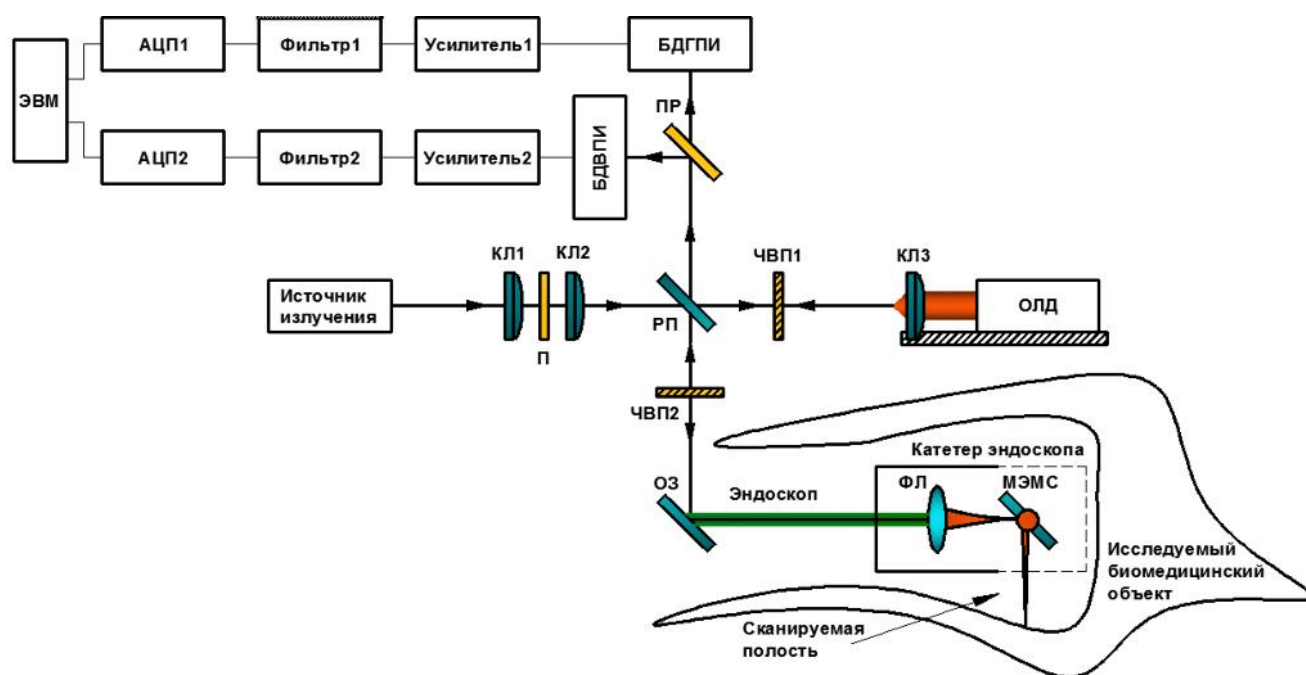 АЦП1
Фильтр1
Усилитель1
БДГПИ
ЭВМ
ПР
АЦП2
Фильтр2
Усилитель2
БДВПИ
КЛ1
КЛ2
ЧВП1
КЛ3
Источник
излучения
РП
ОЛД
П
ЧВП2
Катетер эндоскопа
ОЗ
Эндоскоп
ФЛ
МЭМС
Исследуемый
биомедицинский
объект
Сканируемая
полость